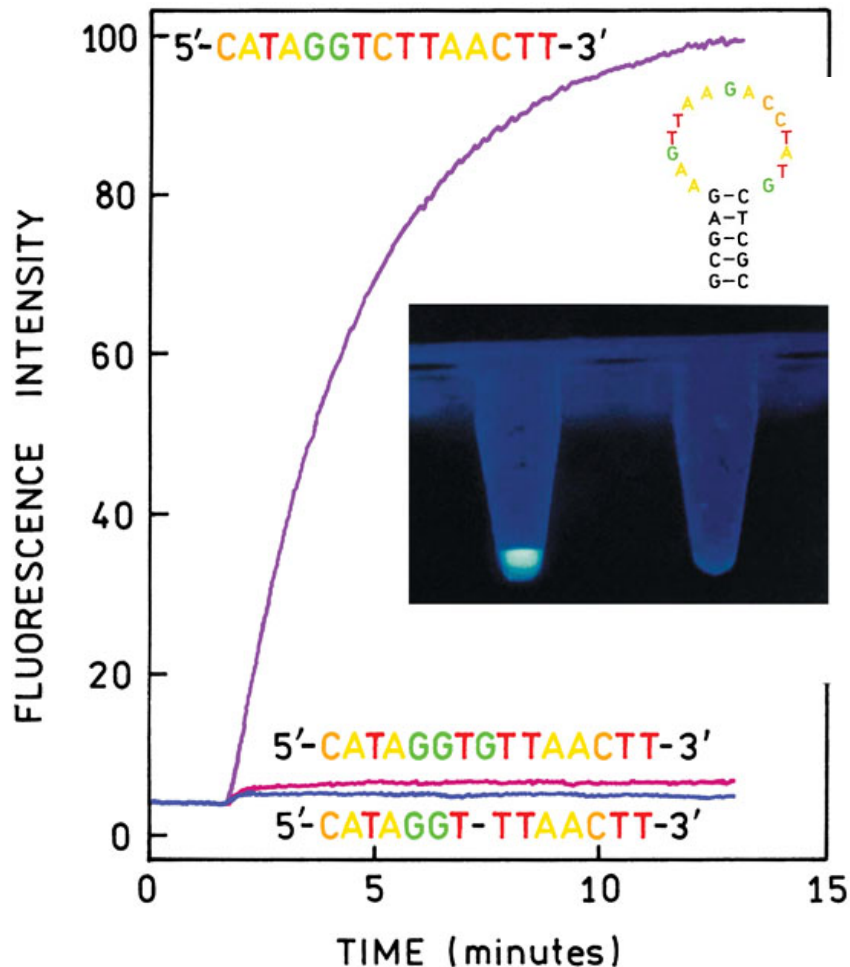 100
80
60
40
20
0
FLUORESCENCE INTENSITY
5′-CATAGGTCTTAACTT-3′
A A G A C
T C
T T
G A
A T
A G
G-C
A-T
G-C
C-G
G-C
5′-CATAGGTGTTAACTT-3′
5′-CATAGGT-TTAACTT-3′
0 5 10 15
TIME (minutes)